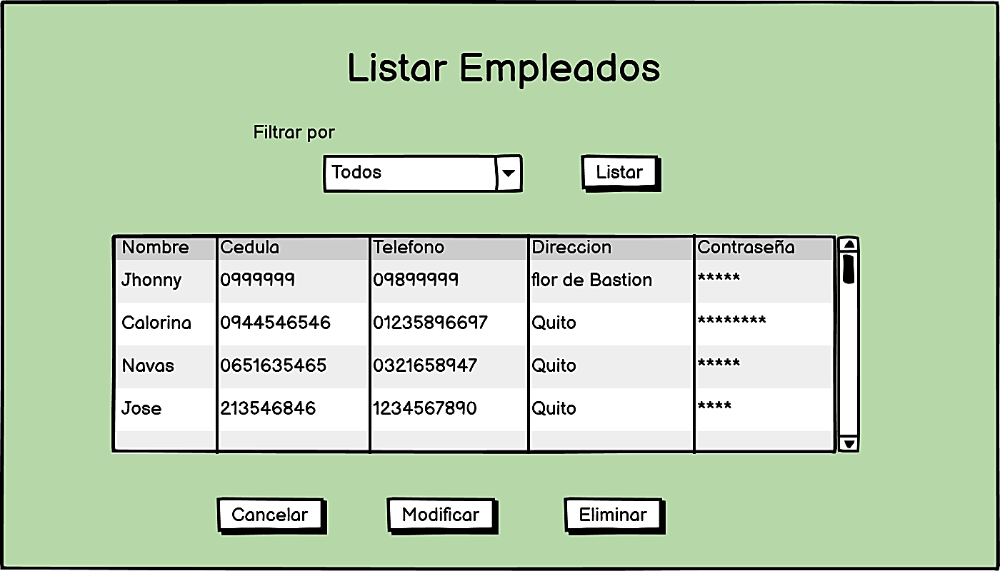 Listar Empleados
Filtrar por
Todos
Listar
Nombre Cedula Telefono Direccion Contraseña
Jhonny 0999999 09899999 flor de Bastion *****
Calorina 0944546546 01235896697 Quito ********
Navas 0651635465 0321658947 Quito *****
Jose 213546846 1234567890 Quito ****
Cancelar Modificar Eliminar